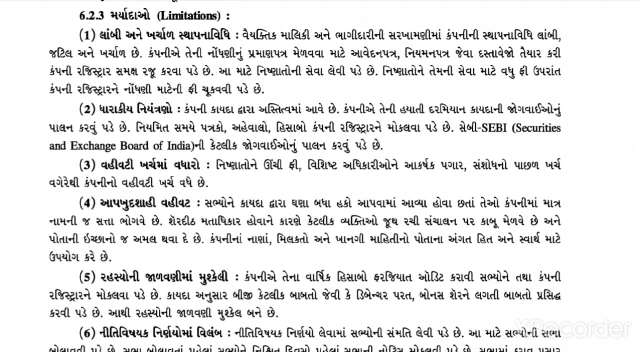 6.2.3 મર્યાદાઓ (Limitations) :
(1) લાંબી અને ખર્ચાળ સ્થાપનાવિધિ : વૈયક્તિક માલિકી અને ભાગીદારીની સરખામણીમાં કંપનીની સ્થાપનાવિધિ લાંબી,
જટિલ અને ખર્ચાળ છે. કંપનીએ તેની નોંધણીનું પ્રમાણપત્ર મેળવવા માટે આવેદનપત્ર, નિયમનપત્ર જેવા દસ્તાવેજો તૈયાર કરી
કંપની રજિસ્ટ્રાર સમક્ષ રજૂ કરવા પડે છે. આ માટે નિષ્ણાતોની સેવા લેવી પડે છે. નિષ્ણાતોને તેમની સેવા માટે વધુ ફી ઉપરાંત
કંપની રજિસ્ટ્રારને નોંધણી માટેની ફી ચૂકવવી પડે છે.
(2) ધારાકીય નિયંત્રણો : કંપની કાયદા દ્વારા અસ્તિત્વમાં આવે છે. કંપનીએ તેની હયાતી દરમિયાન કાયદાની જોગવાઈઓનું
પાલન કરવું પડે છે. નિયમિત સમયે પત્રકો, અહેવાલો, હિસાબો કંપની રજિસ્ટ્રારને મોકલવા પડે છે. સેબી-SEBI (Securities
and Exchange Board of India)ની કેટલીક જોગવાઈઓનું પાલન કરવું પડે છે.
(3) વહીવટી ખર્ચમાં વધારો : નિષ્ણાતોને ઊંચી ફી, વિશિષ્ટ અધિકારીઓને આકર્ષક પગાર, સંશોધનો પાછળ ખર્ચ
વગેરેથી કંપનીનો વહીવટી ખર્ચ વધે છે.
(4) આપખુદશાહી વહીવટ : સભ્યોને કાયદા દ્વારા ઘણા બધા હકો આપવામાં આવ્યા હોવા છતાં તેઓ કંપનીમાં માત્ર
નામની જ સત્તા ભોગવે છે. શેરદીઠ મતાધિકાર હોવાને કારણે કેટલીક વ્યક્તિઓ જૂથ રચી સંચાલન પર કાબૂ મેળવે છે અને
પોતાની ઇચ્છાનો જ અમલ થવા દે છે. કંપનીનાં નાણાં, મિલકતો અને ખાનગી માહિતીનો પોતાના અંગત હિત અને સ્વાર્થ માટે
ઉપયોગ કરે છે.
(5) રહસ્યોની જાળવણીમાં મુશ્કેલી : કંપનીએ તેના વાર્ષિક હિસાબો ફરજિયાત ઑડિટ કરાવી સભ્યોને તથા કંપની
રજિસ્ટ્રારને મોકલવા પડે છે. કાયદા અનુસાર બીજી કેટલીક બાબતો જેવી કે ડિબેન્ચર પરત, બોનસ શેરને લગતી બાબતો પ્રસિદ્ધ
કરવી પડે છે. આથી રહસ્યોની જાળવણી મુશ્કેલ બને છે.
(6) નીતિવિષયક નિર્ણયોમાં વિલંબ : નીતિવિષયક નિર્ણયો લેવામાં સભ્યોની સંમતિ લેવી પડે છે. આ માટે સભ્યોની સભા
XRecorder